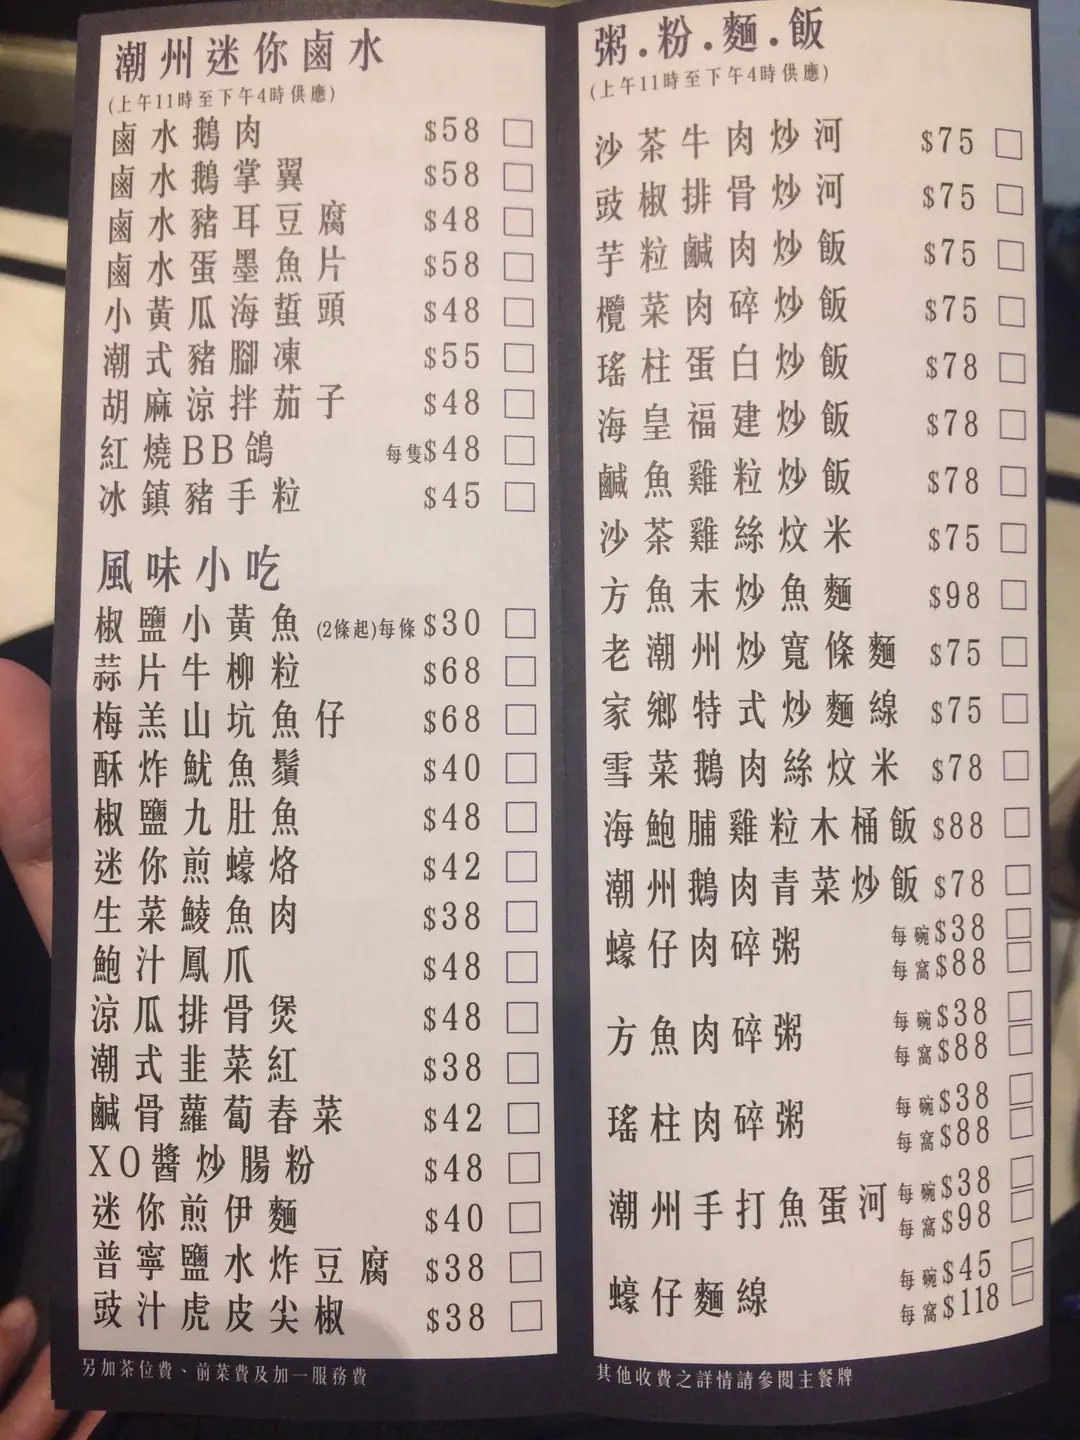 潮州迷你鹵水
(上午11時至下午4時供應)
鹵水鵝肉 $58
鹵水鵝掌翼 $58
鹵水豬耳豆腐 $48
鹵水蛋墨魚片 $58
小黃瓜海蜇頭 $48
潮式豬腳凍 $55
胡麻涼拌茄子 $48
紅燒BB鴿 每隻$48
冰鎮豬手粒 $45
風味小吃
椒鹽小黃魚 (2條起)每條 $30
蒜片牛柳粒 $68
梅羔山坑魚仔 $68
酥炸魷魚鬚 $40
椒鹽九肚魚 $48
迷你煎蠔烙 $42
生菜鯪魚肉 $38
鮑汁鳳爪 $48
涼瓜排骨煲 $48
潮式韭菜紅 $38
鹹骨蘿蔔春菜 $42
XO醬炒腸粉 $48
迷你煎伊麵 $40
普寧鹽水炸豆腐 $38
豉汁虎皮尖椒 $38
另加茶位費、前菜費及加一服務費
粥.粉.麵.飯
(上午11時至下午4時供應)
沙茶牛肉炒河 $75
豉椒排骨炒河 $75
芋粒鹹肉炒飯 $75
欖菜肉碎炒飯 $75
瑤柱蛋白炒飯 $78
海皇福建炒飯 $78
鹹魚雞粒炒飯 $78
沙茶雞絲炆米 $75
方魚末炒魚麵 $98
老潮州炒寬條麵 $75
家鄉特式炒麵線 $75
雪菜鵝肉絲炆米 $78
海鮑脯雞粒木桶飯 $88
潮州鵝肉青菜炒飯 $78
蠔仔肉碎粥 每碗$38
每窩$88
方魚肉碎粥 每碗$38
每窩$88
瑤柱肉碎粥 每碗$38
每窩$88
潮州手打魚蛋河 每碗$38
每窩$98
蠔仔麵線 每碗$45
每窩$118
其他收費之詳情請參閱主餐牌